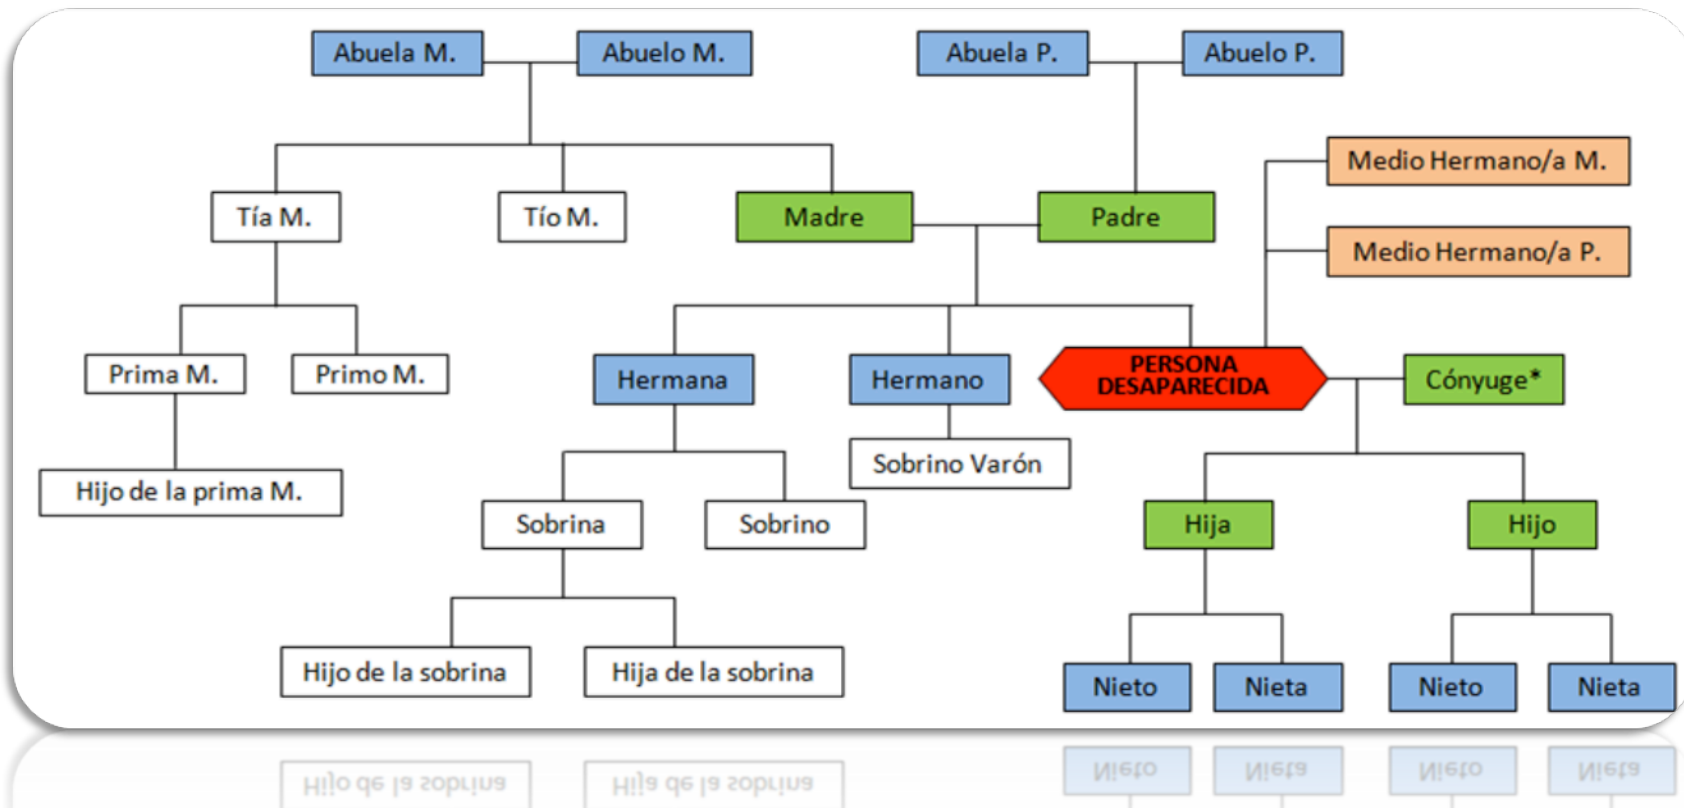 Abuela M.
Abuelo M.
Abuela P.
Abuelo P.
Medio Hermano/a M.
Tía M.
Tío M.
Madre
Padre
Medio Hermano/a P.
Prima M.
Primo M.
Hermana
Hermano
PERSONA
DESAPARECIDA
Cónyuge*
Hijo de la prima M.
Sobrino Varón
Sobrina
Sobrino
Hija
Hijo
Hijo de la sobrina
Hija de la sobrina
Nieto
Nieta
Nieto
Nieta